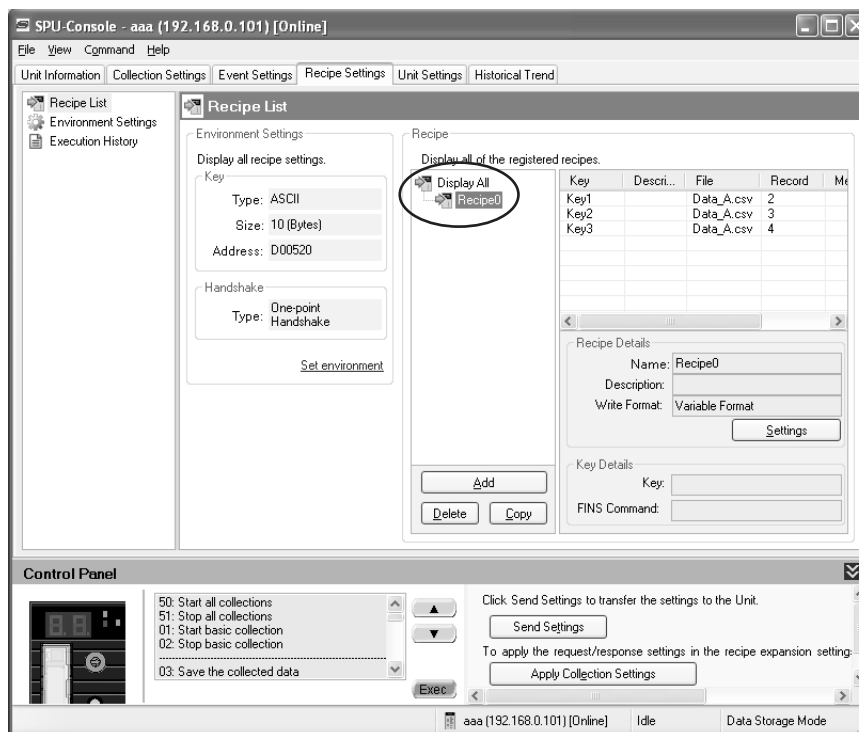 SPU-Console - aaa (192.168.0.101) [Online]
File View Command Help
Unit Information Collection Settings Event Settings Recipe Settings Unit Settings Historical Trend
Recipe List
Environment Settings
Execution History
Recipe List
Environment Settings
Display all recipe settings.
Key
Type: ASCII
Size: 10 (Bytes)
Address: D00520
Handshake
Type: One-point
Handshake
Set environment
Recipe
Display all of the registered recipes.
Display All
Recipe0
Add
Delete Copy
Key Descri... File Record Me
Key1 Data_A.csv 2
Key2 Data_A.csv 3
Key3 Data_A.csv 4
Recipe Details
Name: Recipe0
Description:
Write Format: Variable Format
Settings
Key Details
Key:
FINS Command:
Control Panel
8.8.
50: Start all collections
51: Stop all collections
01: Start basic collection
02: Stop basic collection
03: Save the collected data
Exec
Click Send Settings to transfer the settings to the Unit.
Send Settings
To apply the request/response settings in the recipe expansion setting
Apply Collection Settings
aaa (192.168.0.101) [Online] Idle Data Storage Mode